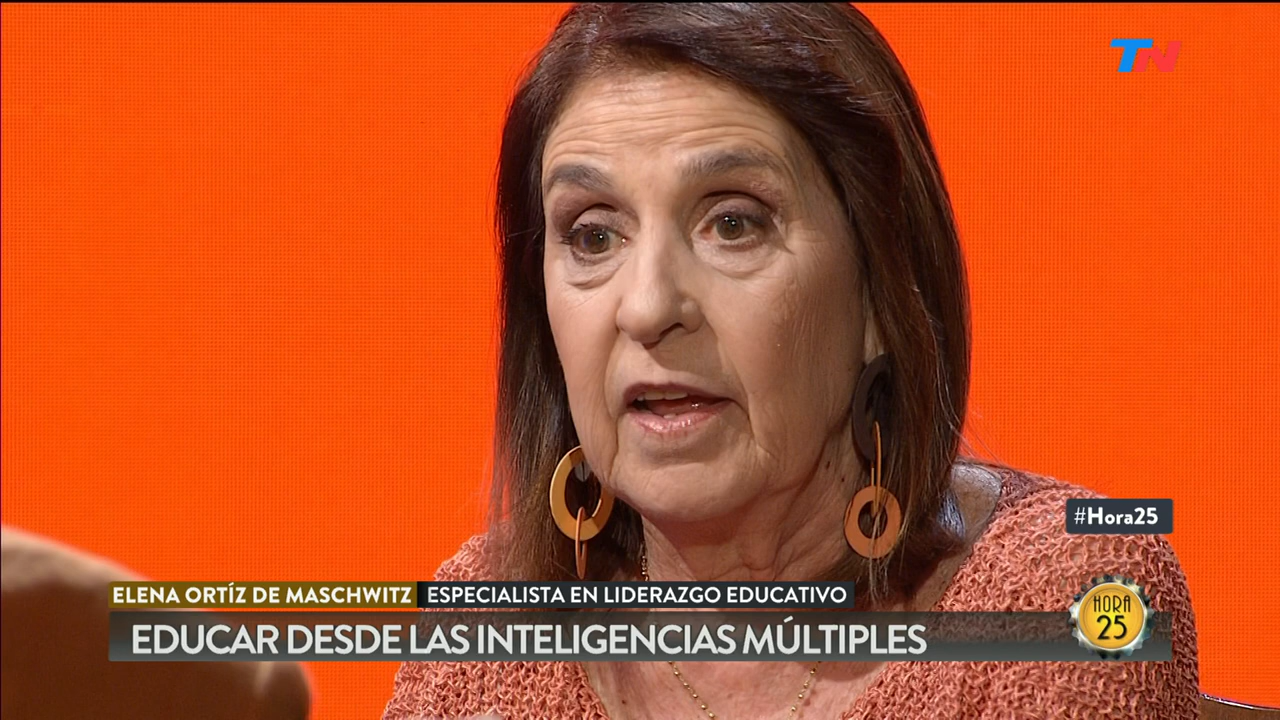 TN
#Hora25
ELENA ORTÍZ DE MASCHWITZ ESPECIALISTA EN LIDERAZGO EDUCATIVO
EDUCAR DESDE LAS INTELIGENCIAS MÚLTIPLES
HORA
25